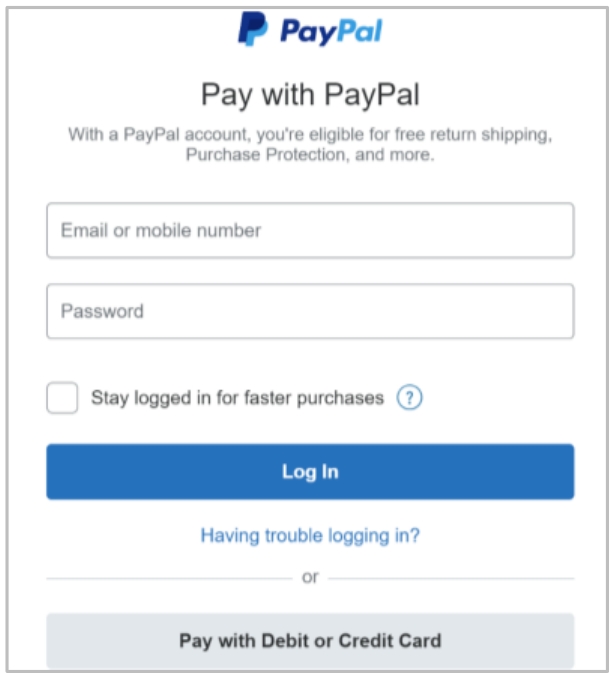 PayPal
Pay with PayPal
With a PayPal account, you're eligible for free return shipping,
Purchase Protection, and more.
Email or mobile number
Password
Stay logged in for faster purchases ?
Log In
Having trouble logging in?
or
Pay with Debit or Credit Card